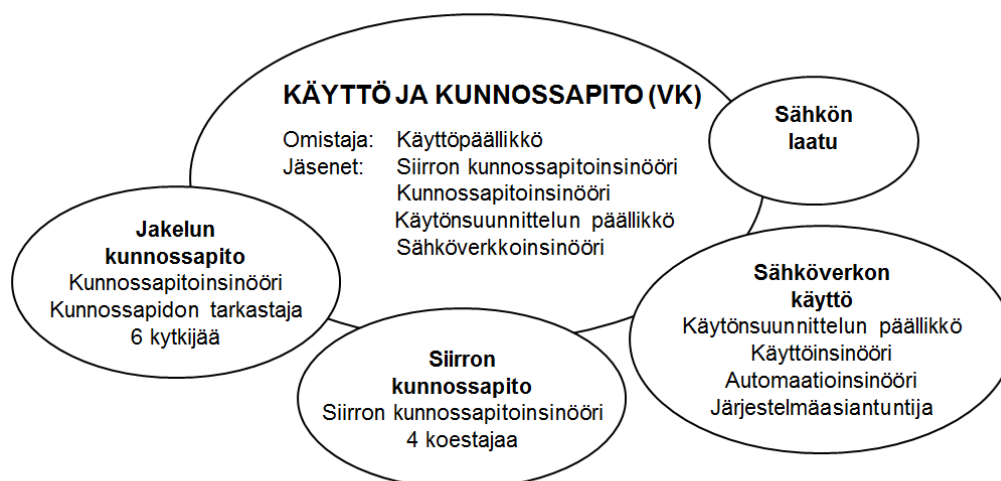 KÄYTTÖ JA KUNNOSSAPITO (VK)
Omistaja: Käyttöpäällikkö
Jäsenet: Siirron kunnossapitoinsinööri
Kunnossapitoinsinööri
Käytönsuunnittelun päällikkö
Sähköverkkoinsinööri
Sähkön
laatu
Jakelun
kunnossapito
Kunnossapitoinsinööri
Kunnossapidon tarkastaja
6 kytkijää
Siirron
kunnossapito
Siirron kunnossapitoinsinööri
4 koestajaa
Sähköverkon
käyttö
Käytönsuunnittelun päällikkö
Käyttöinsinööri
Automaatioinsinööri
Järjestelmäasiantuntija